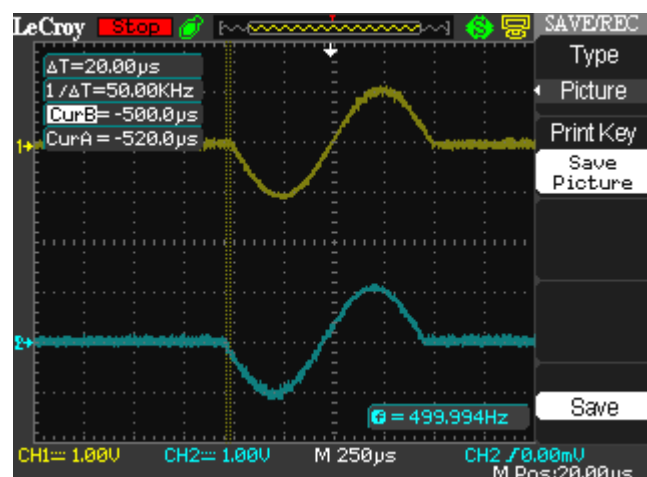 LeCroy Stop S SAVE/REC
Type
Picture
Print Key
Save
Picture
Save
ΔT=20.00µs
1/ΔT=50.00KHz
CurB= -500.0µs
CurA = -520.0µs
1
2
f = 499.994Hz
CH1 1.00V CH2 1.00V M 250µs CH2 0.00mV
M Pos:20.00µs